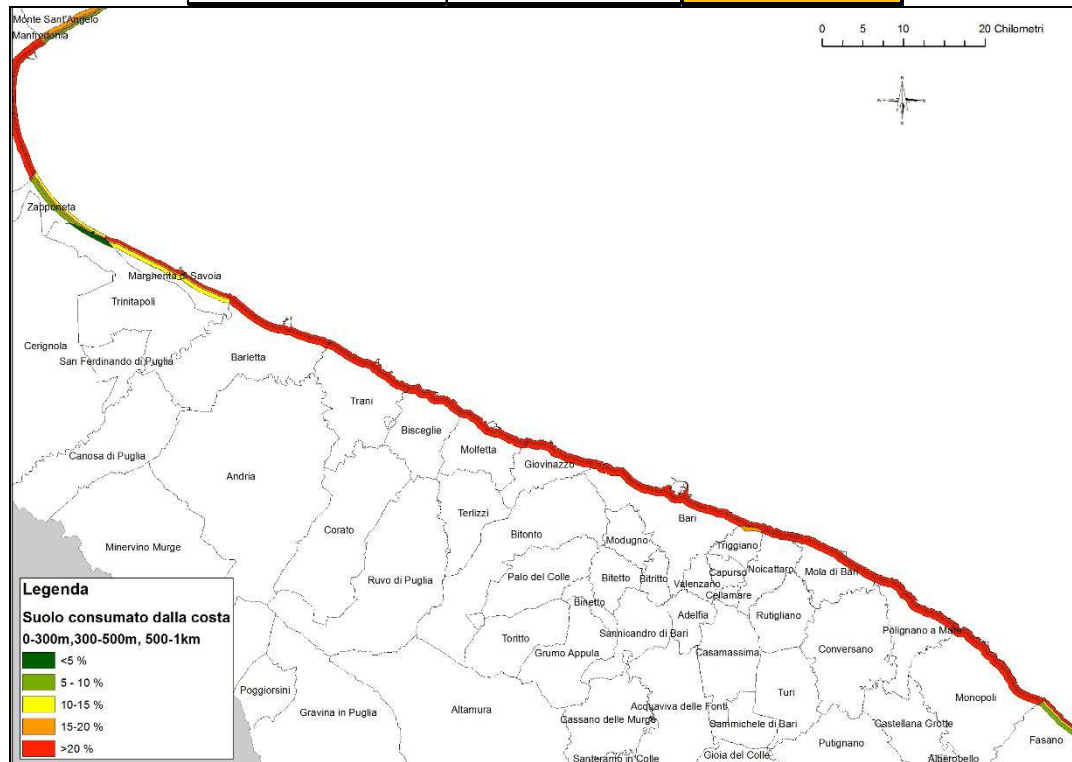 Monte Sant'Angelo
Manfredonia
0 5 10 20 Chilometri
Zapponeta
Margherita di Savoia
Trinitapoli
Cerignola
San Ferdinando di Puglia
Barletta
Trani
Bisceglie
Molfetta
Giovinazzo
Canosa di Puglia
Andria
Corato
Terlizzi
Bitonto
Bari
Modugno
Triggiano
Minervino Murge
Ruvo di Puglia
Palo del Colle
Bitetto
Bitritto
Valenzano
Capurso
Noicattaro
Mola di Bari
Cellamare
Binetto
Adelfia
Rutigliano
Sannicandro di Bari
Polignano a Mare
Toritto
Grumo Appula
Casamassima
Conversano
Poggiorsini
Gravina in Puglia
Altamura
Turi
Monopoli
Acquaviva delle Fonti
Cassano delle Murge
Sammichele di Bari
Castellana Grotte
Fasano
Putignano
Santeramo in Colle
Gioia del Colle
Alberobello
Legenda
Suolo consumato dalla costa
0-300m,300-500m, 500-1km
<5 %
5 - 10 %
10-15 %
15-20 %
>20 %